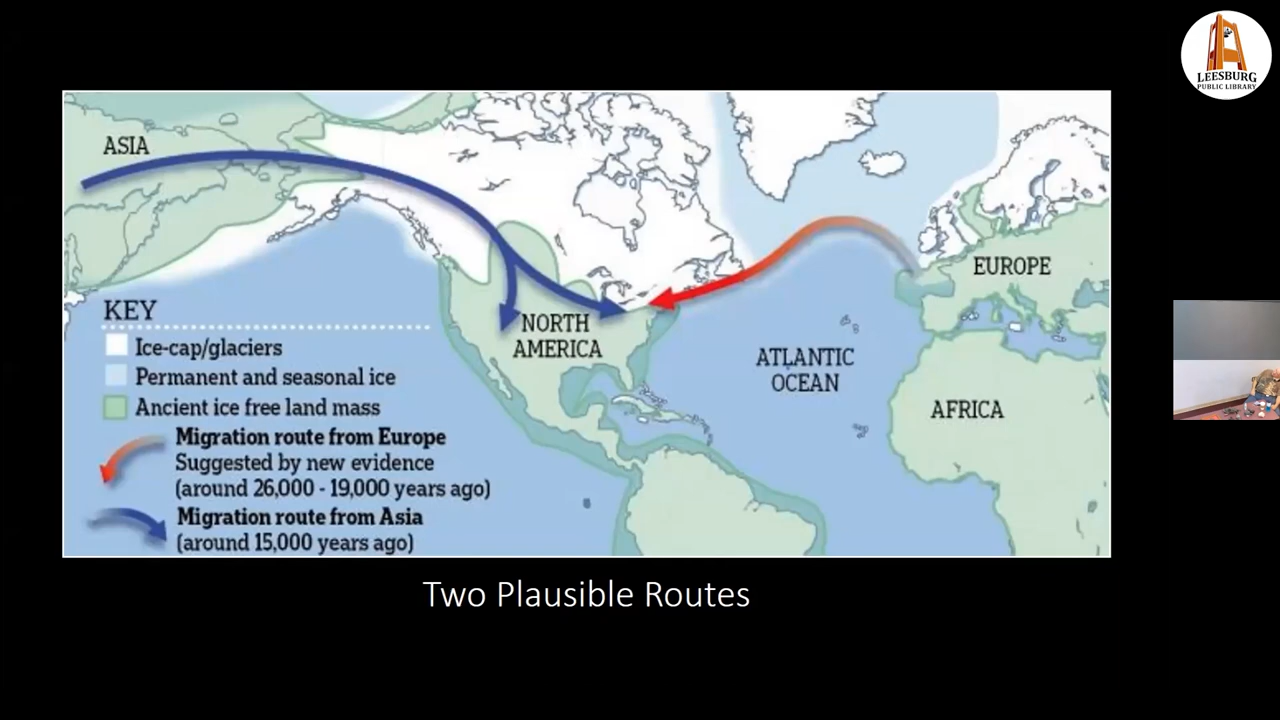 LEESBURG
PUBLIC LIBRARY
ASIA
EUROPE
KEY
NORTH
AMERICA
ATLANTIC
OCEAN
AFRICA
Ice-cap/glaciers
Permanent and seasonal ice
Ancient ice free land mass
Migration route from Europe
Suggested by new evidence
(around 26,000 - 19,000 years ago)
Migration route from Asia
(around 15,000 years ago)
Two Plausible Routes